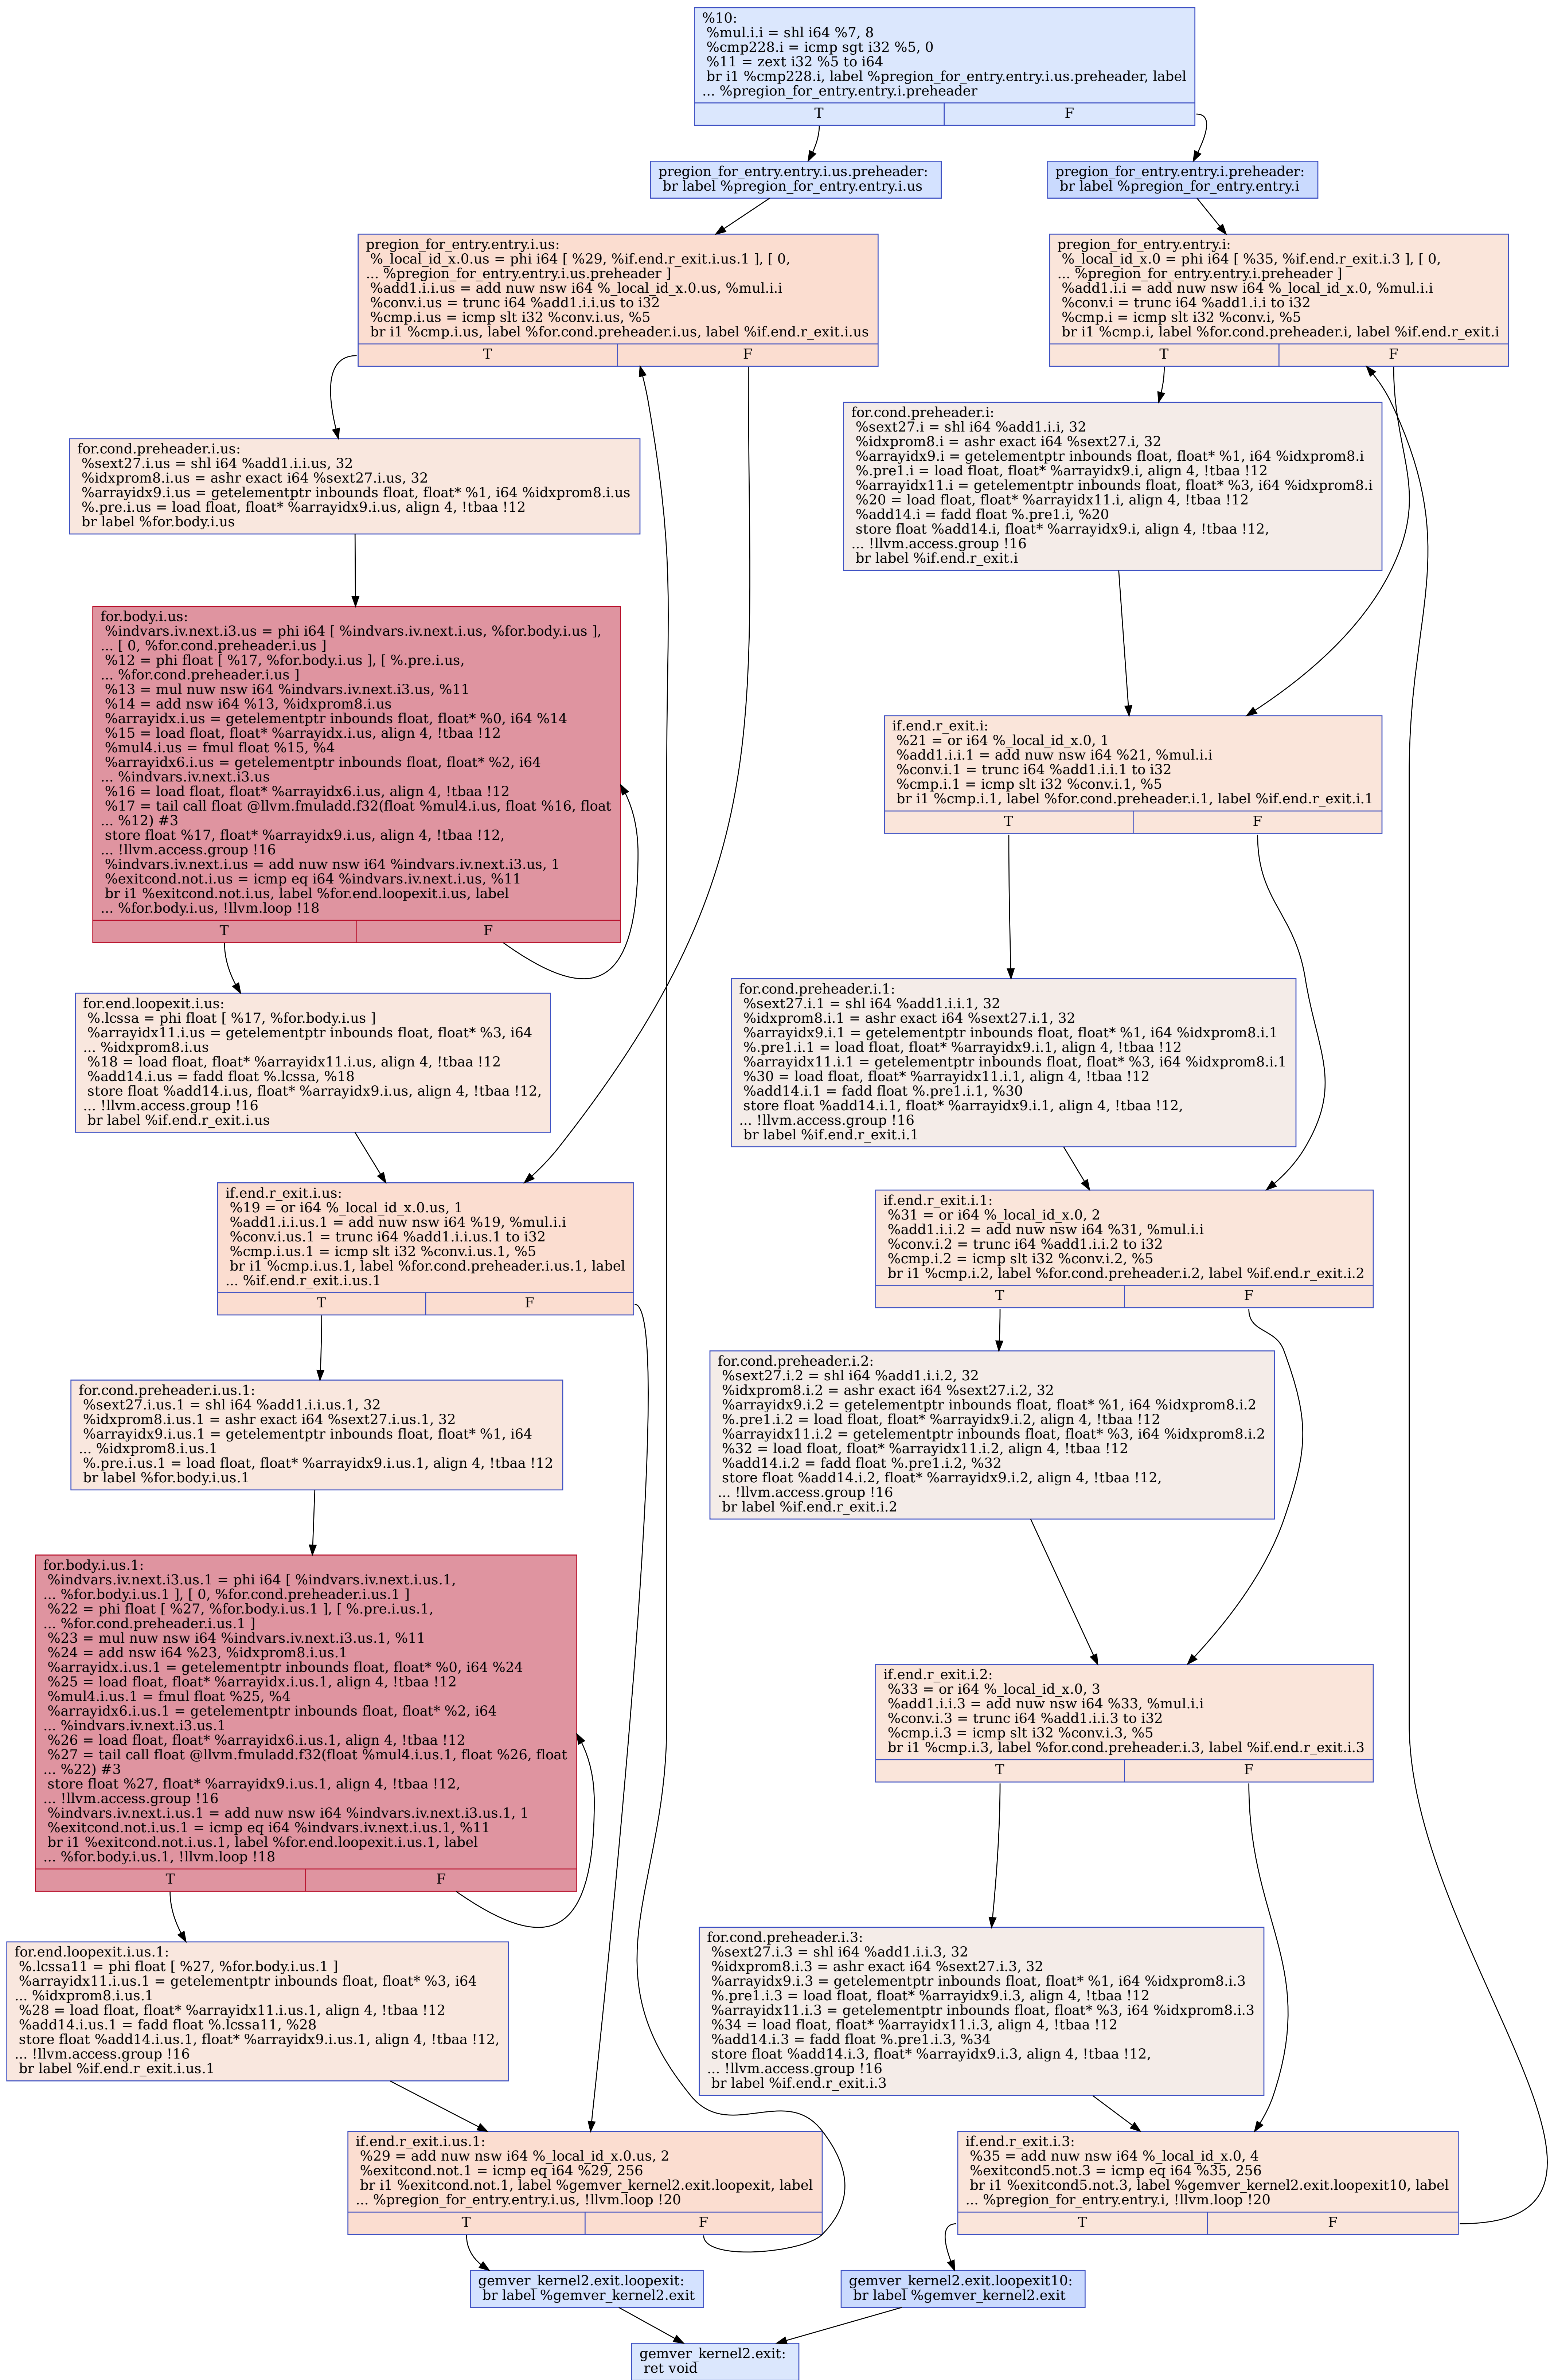 %10:
%mul.i.i = shl i64 %7, 8
%cmp228.i = icmp sgt i32 %5, 0
%11 = zext i32 %5 to i64
br i1 %cmp228.i, label %pregion_for_entry.entry.i.us.preheader, label
... %pregion_for_entry.entry.i.preheader
T
F
pregion_for_entry.entry.i.us.preheader:
br label %pregion_for_entry.entry.i.us
pregion_for_entry.entry.i.preheader:
br label %pregion_for_entry.entry.i
pregion_for_entry.entry.i.us:
%_local_id_x.0.us = phi i64 [ %29, %if.end.r_exit.i.us.1 ], [ 0,
... %pregion_for_entry.entry.i.us.preheader ]
%add1.i.i.us = add nuw nsw i64 %_local_id_x.0.us, %mul.i.i
%conv.i.us = trunc i64 %add1.i.i.us to i32
%cmp.i.us = icmp slt i32 %conv.i.us, %5
br i1 %cmp.i.us, label %for.cond.preheader.i.us, label %if.end.r_exit.i.us
T
F
pregion_for_entry.entry.i:
%_local_id_x.0 = phi i64 [ %35, %if.end.r_exit.i.3 ], [ 0,
... %pregion_for_entry.entry.i.preheader ]
%add1.i.i = add nuw nsw i64 %_local_id_x.0, %mul.i.i
%conv.i = trunc i64 %add1.i.i to i32
%cmp.i = icmp slt i32 %conv.i, %5
br i1 %cmp.i, label %for.cond.preheader.i, label %if.end.r_exit.i
T
F
for.cond.preheader.i:
%sext27.i = shl i64 %add1.i.i, 32
%idxprom8.i = ashr exact i64 %sext27.i, 32
%arrayidx9.i = getelementptr inbounds float, float* %1, i64 %idxprom8.i
%.pre1.i = load float, float* %arrayidx9.i, align 4, !tbaa !12
%arrayidx11.i = getelementptr inbounds float, float* %3, i64 %idxprom8.i
%20 = load float, float* %arrayidx11.i, align 4, !tbaa !12
%add14.i = fadd float %.pre1.i, %20
store float %add14.i, float* %arrayidx9.i, align 4, !tbaa !12,
... !llvm.access.group !16
br label %if.end.r_exit.i
for.cond.preheader.i.us:
%sext27.i.us = shl i64 %add1.i.i.us, 32
%idxprom8.i.us = ashr exact i64 %sext27.i.us, 32
%arrayidx9.i.us = getelementptr inbounds float, float* %1, i64 %idxprom8.i.us
%.pre.i.us = load float, float* %arrayidx9.i.us, align 4, !tbaa !12
br label %for.body.i.us
for.body.i.us:
%indvars.iv.next.i3.us = phi i64 [ %indvars.iv.next.i.us, %for.body.i.us ],
... [ 0, %for.cond.preheader.i.us ]
%12 = phi float [ %17, %for.body.i.us ], [ %.pre.i.us,
... %for.cond.preheader.i.us ]
%13 = mul nuw nsw i64 %indvars.iv.next.i3.us, %11
%14 = add nsw i64 %13, %idxprom8.i.us
%arrayidx.i.us = getelementptr inbounds float, float* %0, i64 %14
%15 = load float, float* %arrayidx.i.us, align 4, !tbaa !12
%mul4.i.us = fmul float %15, %4
%arrayidx6.i.us = getelementptr inbounds float, float* %2, i64
... %indvars.iv.next.i3.us
%16 = load float, float* %arrayidx6.i.us, align 4, !tbaa !12
%17 = tail call float @llvm.fmuladd.f32(float %mul4.i.us, float %16, float
... %12) #3
store float %17, float* %arrayidx9.i.us, align 4, !tbaa !12,
... !llvm.access.group !16
%indvars.iv.next.i.us = add nuw nsw i64 %indvars.iv.next.i3.us, 1
%exitcond.not.i.us = icmp eq i64 %indvars.iv.next.i.us, %11
br i1 %exitcond.not.i.us, label %for.end.loopexit.i.us, label
... %for.body.i.us, !llvm.loop !18
T
F
if.end.r_exit.i:
%21 = or i64 %_local_id_x.0, 1
%add1.i.i.1 = add nuw nsw i64 %21, %mul.i.i
%conv.i.1 = trunc i64 %add1.i.i.1 to i32
%cmp.i.1 = icmp slt i32 %conv.i.1, %5
br i1 %cmp.i.1, label %for.cond.preheader.i.1, label %if.end.r_exit.i.1
T
F
for.end.loopexit.i.us:
%.lcssa = phi float [ %17, %for.body.i.us ]
%arrayidx11.i.us = getelementptr inbounds float, float* %3, i64
... %idxprom8.i.us
%18 = load float, float* %arrayidx11.i.us, align 4, !tbaa !12
%add14.i.us = fadd float %.lcssa, %18
store float %add14.i.us, float* %arrayidx9.i.us, align 4, !tbaa !12,
... !llvm.access.group !16
br label %if.end.r_exit.i.us
for.cond.preheader.i.1:
%sext27.i.1 = shl i64 %add1.i.i.1, 32
%idxprom8.i.1 = ashr exact i64 %sext27.i.1, 32
%arrayidx9.i.1 = getelementptr inbounds float, float* %1, i64 %idxprom8.i.1
%.pre1.i.1 = load float, float* %arrayidx9.i.1, align 4, !tbaa !12
%arrayidx11.i.1 = getelementptr inbounds float, float* %3, i64 %idxprom8.i.1
%30 = load float, float* %arrayidx11.i.1, align 4, !tbaa !12
%add14.i.1 = fadd float %.pre1.i.1, %30
store float %add14.i.1, float* %arrayidx9.i.1, align 4, !tbaa !12,
... !llvm.access.group !16
br label %if.end.r_exit.i.1
if.end.r_exit.i.us:
%19 = or i64 %_local_id_x.0.us, 1
%add1.i.i.us.1 = add nuw nsw i64 %19, %mul.i.i
%conv.i.us.1 = trunc i64 %add1.i.i.us.1 to i32
%cmp.i.us.1 = icmp slt i32 %conv.i.us.1, %5
br i1 %cmp.i.us.1, label %for.cond.preheader.i.us.1, label
... %if.end.r_exit.i.us.1
T
F
if.end.r_exit.i.1:
%31 = or i64 %_local_id_x.0, 2
%add1.i.i.2 = add nuw nsw i64 %31, %mul.i.i
%conv.i.2 = trunc i64 %add1.i.i.2 to i32
%cmp.i.2 = icmp slt i32 %conv.i.2, %5
br i1 %cmp.i.2, label %for.cond.preheader.i.2, label %if.end.r_exit.i.2
T
F
for.cond.preheader.i.2:
%sext27.i.2 = shl i64 %add1.i.i.2, 32
%idxprom8.i.2 = ashr exact i64 %sext27.i.2, 32
%arrayidx9.i.2 = getelementptr inbounds float, float* %1, i64 %idxprom8.i.2
%.pre1.i.2 = load float, float* %arrayidx9.i.2, align 4, !tbaa !12
%arrayidx11.i.2 = getelementptr inbounds float, float* %3, i64 %idxprom8.i.2
%32 = load float, float* %arrayidx11.i.2, align 4, !tbaa !12
%add14.i.2 = fadd float %.pre1.i.2, %32
store float %add14.i.2, float* %arrayidx9.i.2, align 4, !tbaa !12,
... !llvm.access.group !16
br label %if.end.r_exit.i.2
for.cond.preheader.i.us.1:
%sext27.i.us.1 = shl i64 %add1.i.i.us.1, 32
%idxprom8.i.us.1 = ashr exact i64 %sext27.i.us.1, 32
%arrayidx9.i.us.1 = getelementptr inbounds float, float* %1, i64
... %idxprom8.i.us.1
%.pre.i.us.1 = load float, float* %arrayidx9.i.us.1, align 4, !tbaa !12
br label %for.body.i.us.1
for.body.i.us.1:
%indvars.iv.next.i3.us.1 = phi i64 [ %indvars.iv.next.i.us.1,
... %for.body.i.us.1 ], [ 0, %for.cond.preheader.i.us.1 ]
%22 = phi float [ %27, %for.body.i.us.1 ], [ %.pre.i.us.1,
... %for.cond.preheader.i.us.1 ]
%23 = mul nuw nsw i64 %indvars.iv.next.i3.us.1, %11
%24 = add nsw i64 %23, %idxprom8.i.us.1
%arrayidx.i.us.1 = getelementptr inbounds float, float* %0, i64 %24
%25 = load float, float* %arrayidx.i.us.1, align 4, !tbaa !12
%mul4.i.us.1 = fmul float %25, %4
%arrayidx6.i.us.1 = getelementptr inbounds float, float* %2, i64
... %indvars.iv.next.i3.us.1
%26 = load float, float* %arrayidx6.i.us.1, align 4, !tbaa !12
%27 = tail call float @llvm.fmuladd.f32(float %mul4.i.us.1, float %26, float
... %22) #3
store float %27, float* %arrayidx9.i.us.1, align 4, !tbaa !12,
... !llvm.access.group !16
%indvars.iv.next.i.us.1 = add nuw nsw i64 %indvars.iv.next.i3.us.1, 1
%exitcond.not.i.us.1 = icmp eq i64 %indvars.iv.next.i.us.1, %11
br i1 %exitcond.not.i.us.1, label %for.end.loopexit.i.us.1, label
... %for.body.i.us.1, !llvm.loop !18
T
F
if.end.r_exit.i.2:
%33 = or i64 %_local_id_x.0, 3
%add1.i.i.3 = add nuw nsw i64 %33, %mul.i.i
%conv.i.3 = trunc i64 %add1.i.i.3 to i32
%cmp.i.3 = icmp slt i32 %conv.i.3, %5
br i1 %cmp.i.3, label %for.cond.preheader.i.3, label %if.end.r_exit.i.3
T
F
for.cond.preheader.i.3:
%sext27.i.3 = shl i64 %add1.i.i.3, 32
%idxprom8.i.3 = ashr exact i64 %sext27.i.3, 32
%arrayidx9.i.3 = getelementptr inbounds float, float* %1, i64 %idxprom8.i.3
%.pre1.i.3 = load float, float* %arrayidx9.i.3, align 4, !tbaa !12
%arrayidx11.i.3 = getelementptr inbounds float, float* %3, i64 %idxprom8.i.3
%34 = load float, float* %arrayidx11.i.3, align 4, !tbaa !12
%add14.i.3 = fadd float %.pre1.i.3, %34
store float %add14.i.3, float* %arrayidx9.i.3, align 4, !tbaa !12,
... !llvm.access.group !16
br label %if.end.r_exit.i.3
for.end.loopexit.i.us.1:
%.lcssa11 = phi float [ %27, %for.body.i.us.1 ]
%arrayidx11.i.us.1 = getelementptr inbounds float, float* %3, i64
... %idxprom8.i.us.1
%28 = load float, float* %arrayidx11.i.us.1, align 4, !tbaa !12
%add14.i.us.1 = fadd float %.lcssa11, %28
store float %add14.i.us.1, float* %arrayidx9.i.us.1, align 4, !tbaa !12,
... !llvm.access.group !16
br label %if.end.r_exit.i.us.1
if.end.r_exit.i.us.1:
%29 = add nuw nsw i64 %_local_id_x.0.us, 2
%exitcond.not.1 = icmp eq i64 %29, 256
br i1 %exitcond.not.1, label %gemver_kernel2.exit.loopexit, label
... %pregion_for_entry.entry.i.us, !llvm.loop !20
T
F
if.end.r_exit.i.3:
%35 = add nuw nsw i64 %_local_id_x.0, 4
%exitcond5.not.3 = icmp eq i64 %35, 256
br i1 %exitcond5.not.3, label %gemver_kernel2.exit.loopexit10, label
... %pregion_for_entry.entry.i, !llvm.loop !20
T
F
gemver_kernel2.exit.loopexit:
br label %gemver_kernel2.exit
gemver_kernel2.exit.loopexit10:
br label %gemver_kernel2.exit
gemver_kernel2.exit:
ret void